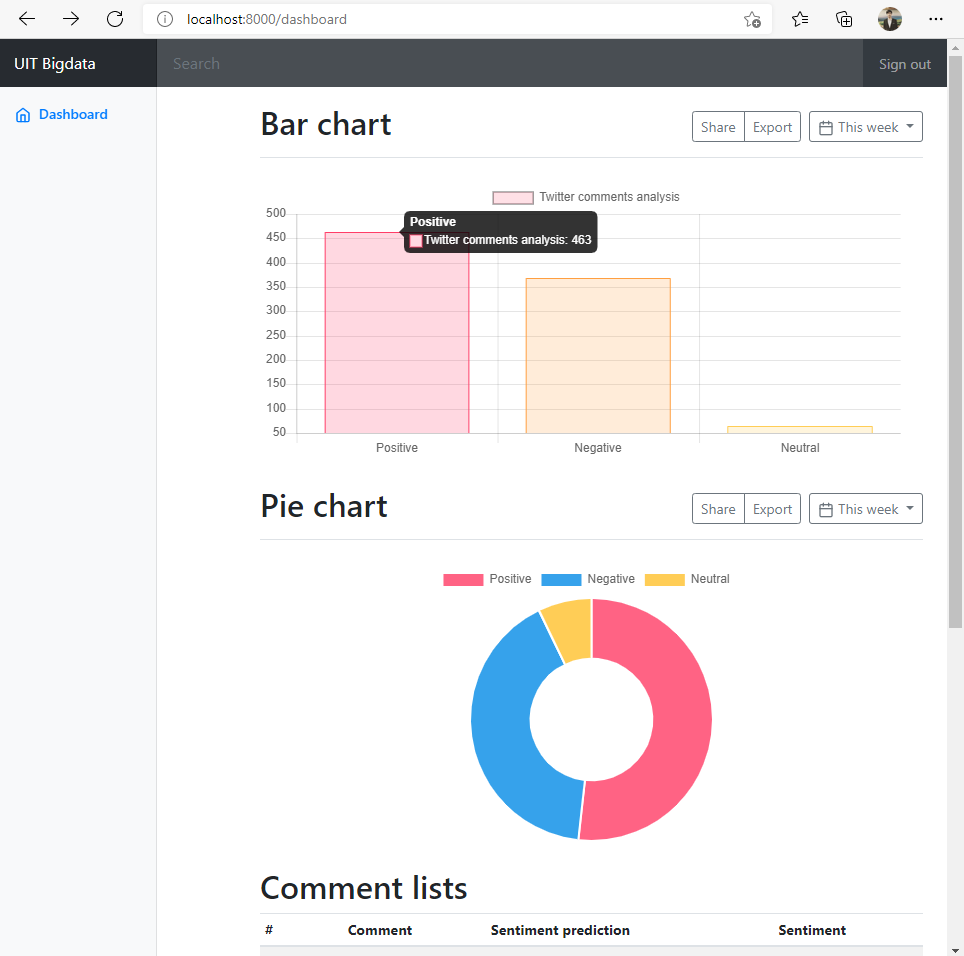 localhost:8000/dashboard
UIT Bigdata
Search
Sign out
Dashboard
Bar chart
Share
Export
This week
Twitter comments analysis
500
450
400
350
300
250
200
150
100
50
Positive
Twitter comments analysis: 463
Positive
Negative
Neutral
Pie chart
Share
Export
This week
Positive
Negative
Neutral
Comment lists
# Comment Sentiment prediction Sentiment